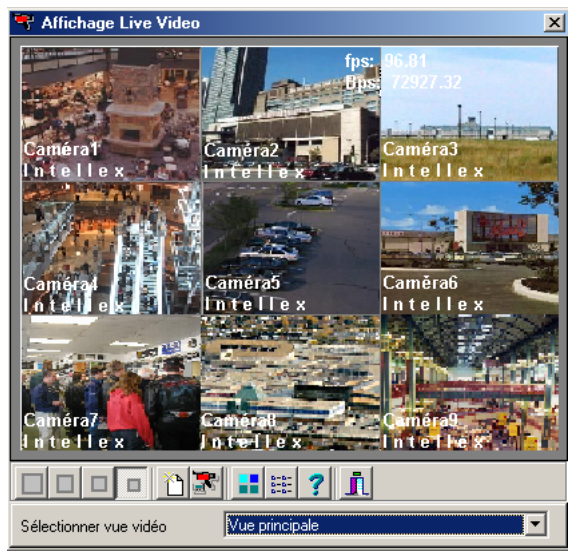 Affichage Live Video
fps: 96.81
Bps: 72927.32
Caméra1
Intellex
Caméra2
Intellex
Caméra3
Intellex
Caméra4
Intellex
Caméra5
Intellex
Caméra6
Intellex
Caméra7
Intellex
Caméra8
Intellex
Caméra9
Intellex
Sélectionner vue vidéo
Vue principale